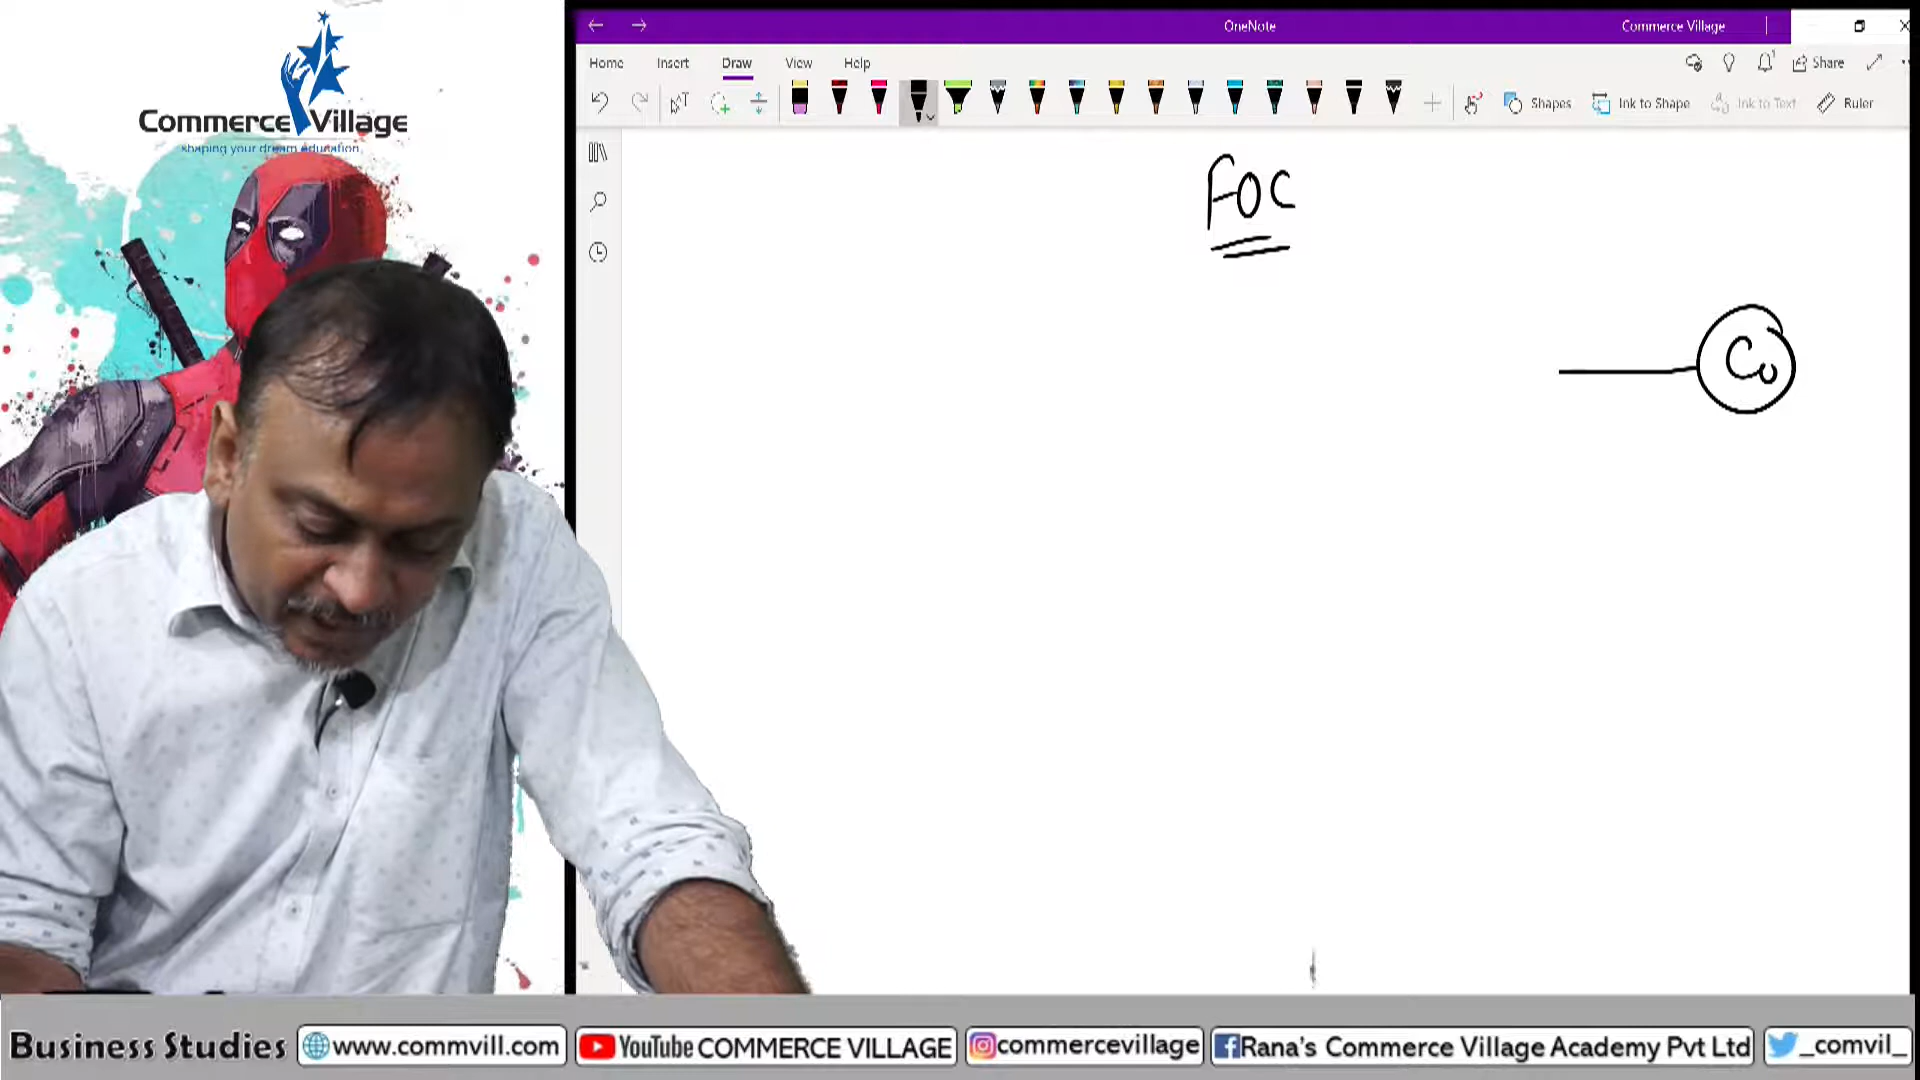 Commerce Village
shaping your dream education
OneNote
Commerce Village
Home Insert Draw View Help
Share
Shapes
Ink to Shape
Ink to Text
Ruler
FOC
Co
Business Studies
www.commvill.com
YouTube COMMERCE VILLAGE
commercevillage
Rana's Commerce Village Academy Pvt Ltd
_comvil_